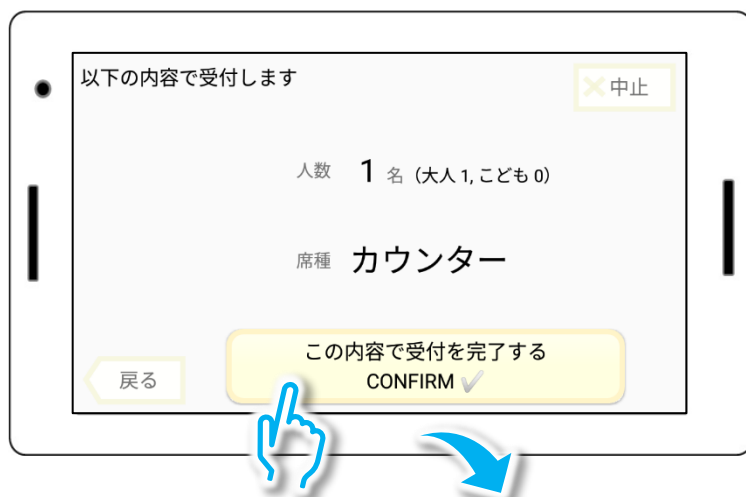 以下の内容で受付します
中止
人数 1 名（大人 1, こども 0）
席種 カウンター
戻る
この内容で受付を完了する
CONFIRM